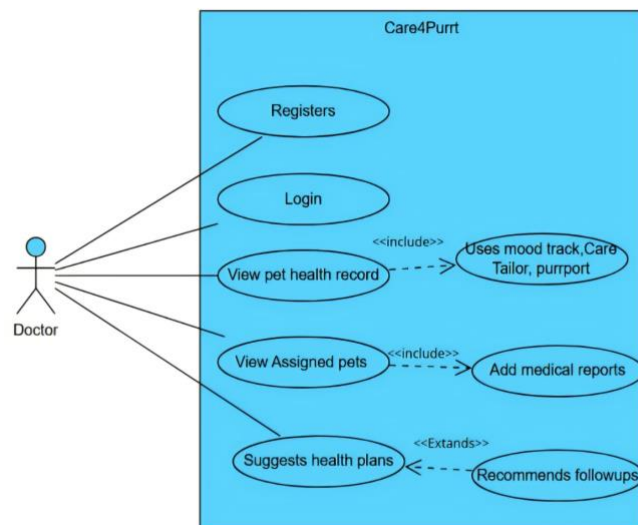 Care4Purrt
Registers
Login
<<include>>
Uses mood track,Care
Tailor, purrport
View pet health record
Doctor
<<include>>
View Assigned pets
Add medical reports
<<Extands>>
Suggests health plans
Recommends followups